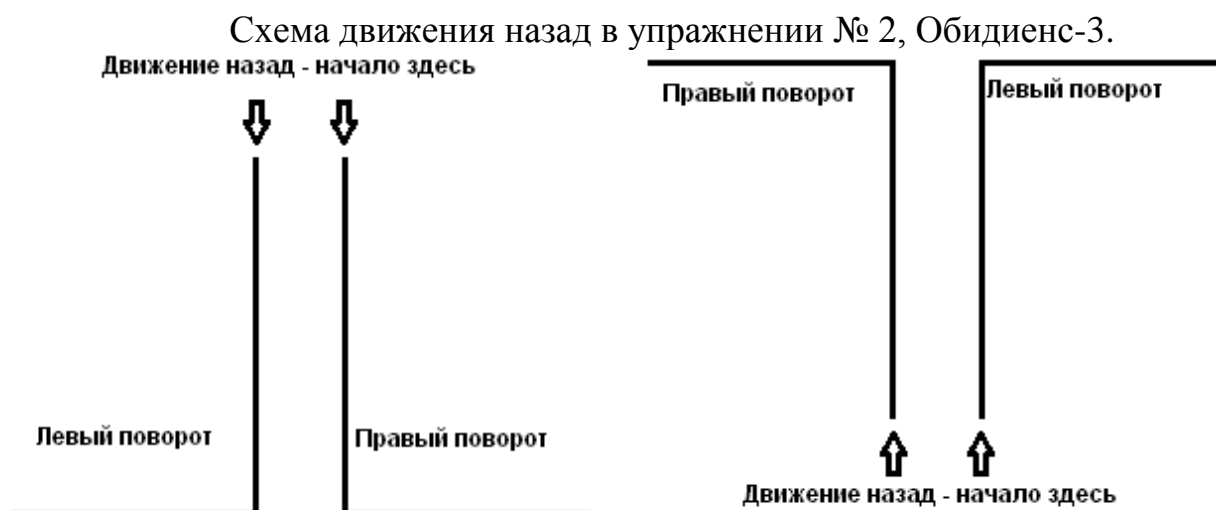 Схема движения назад в упражнении № 2, Обидиенс-3.
Движение назад - начало здесь
Правый поворот
Левый поворот
Левый поворот
Правый поворот
Движение назад - начало здесь